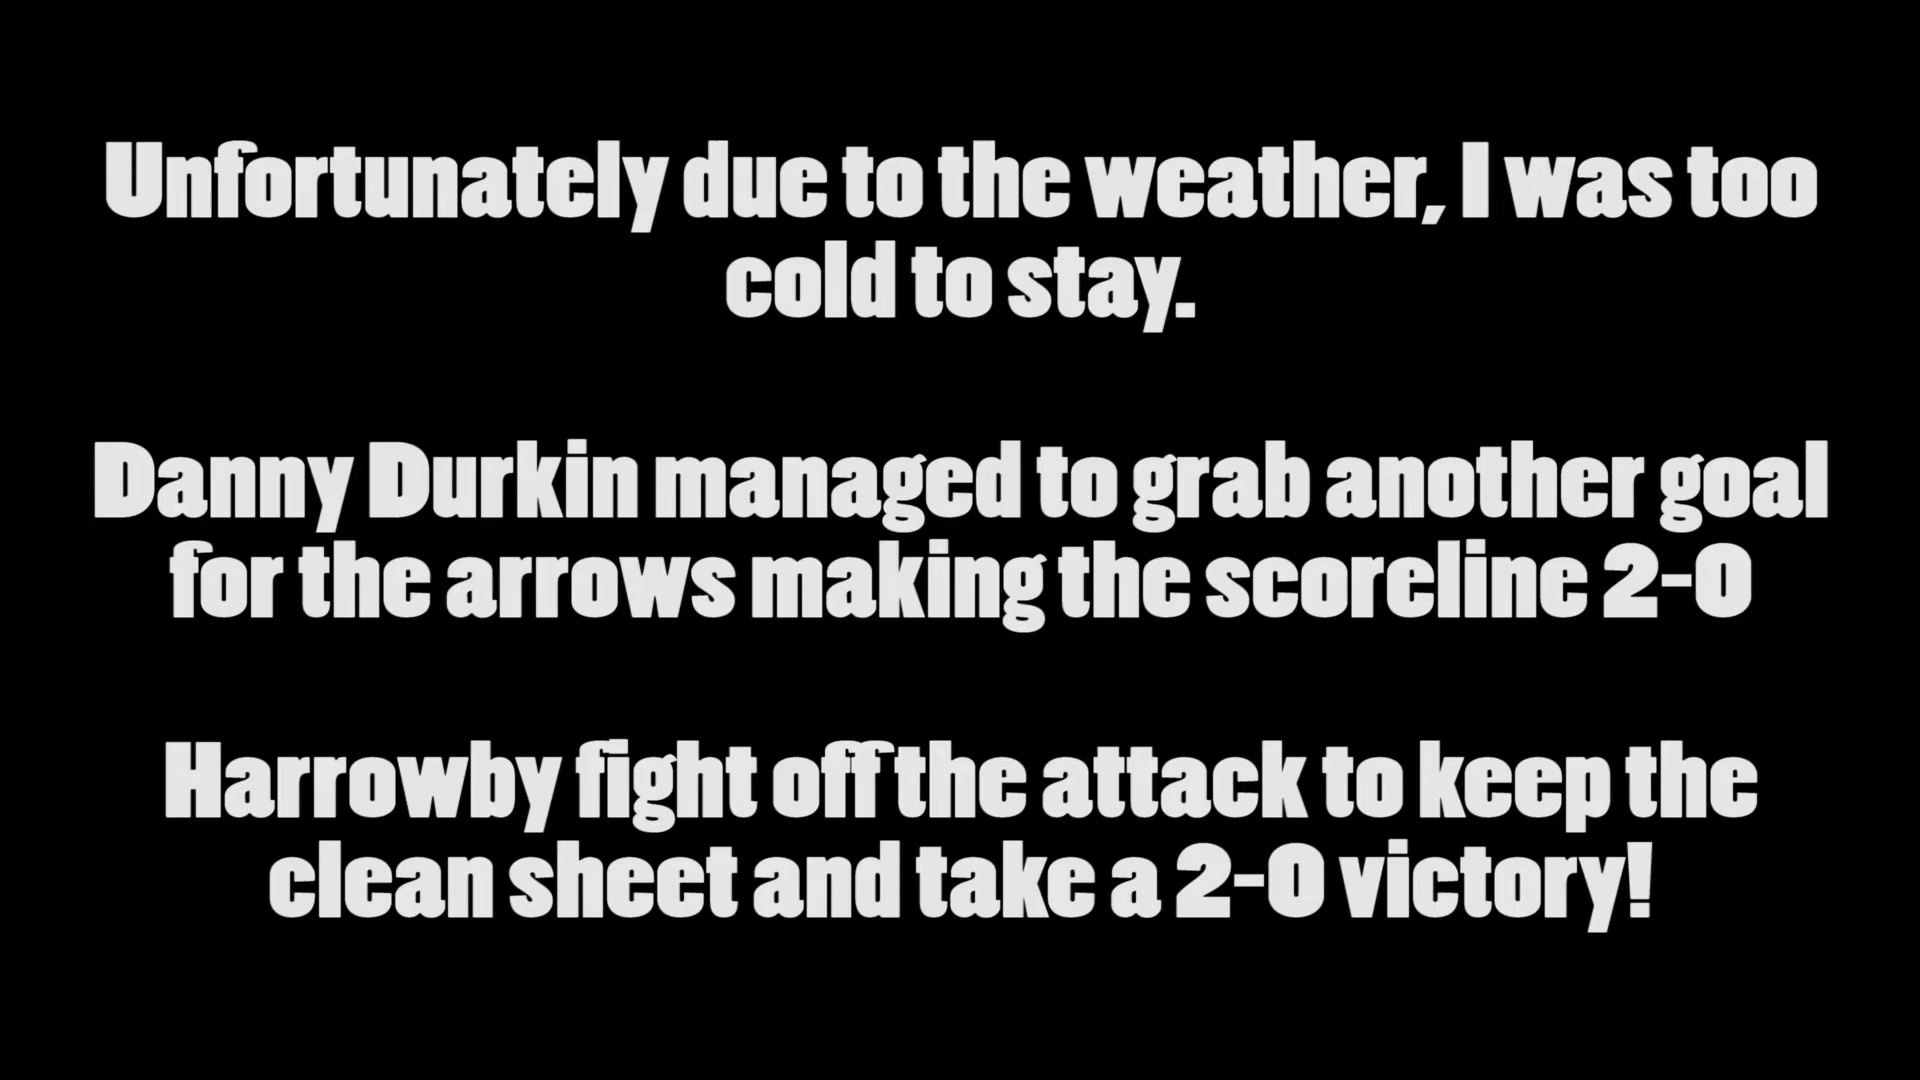 Unfortunately due to the weather, I was too
cold to stay.
Danny Durkin managed to grab another goal
for the arrows making the scoreline 2-0
Harrowby fight off the attack to keep the
clean sheet and take a 2-0 victory!